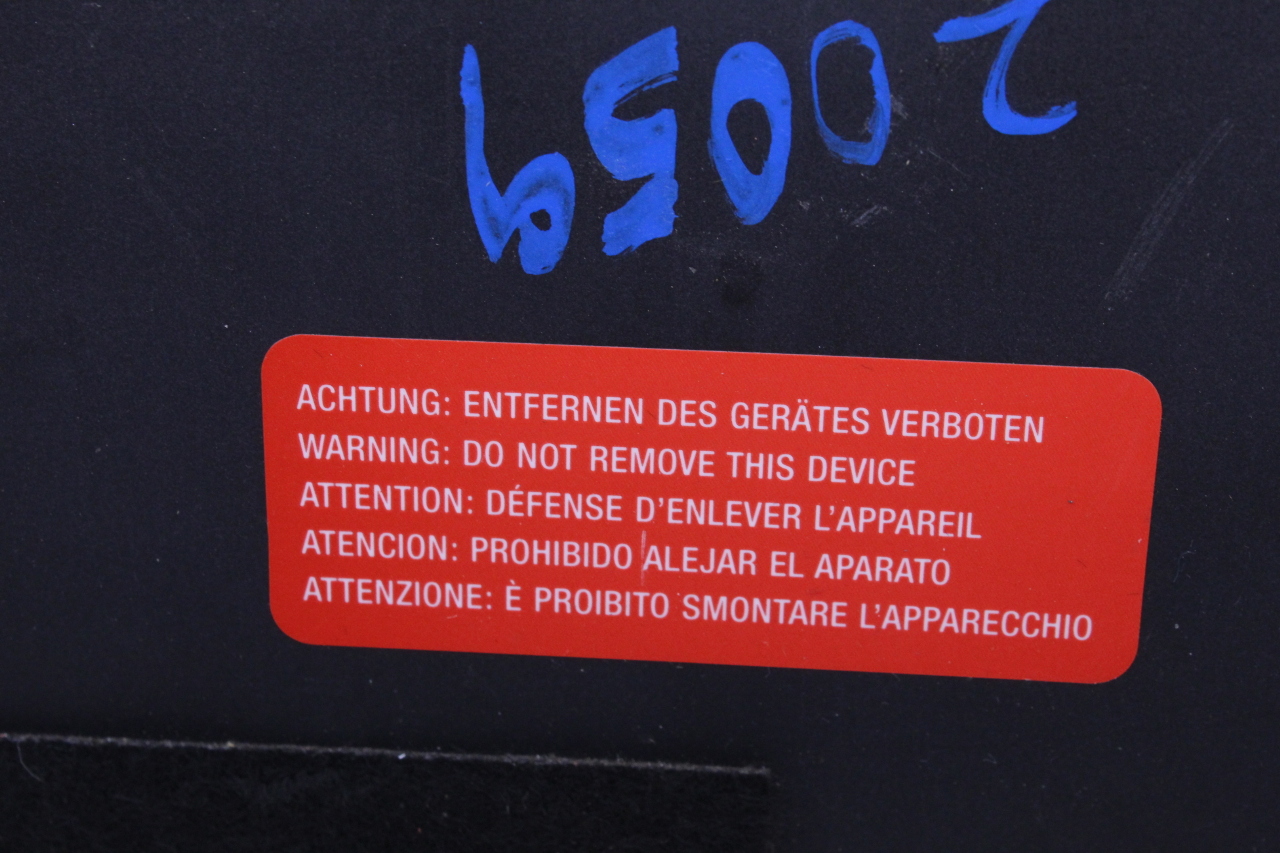 20059
ACHTUNG: ENTFERNEN DES GERÄTES VERBOTEN
WARNING: DO NOT REMOVE THIS DEVICE
ATTENTION: DÉFENSE D'ENLEVER L'APPAREIL
ATENCION: PROHIBIDO ALEJAR EL APARATO
ATTENZIONE: È PROIBITO SMONTARE L'APPARECCHIO